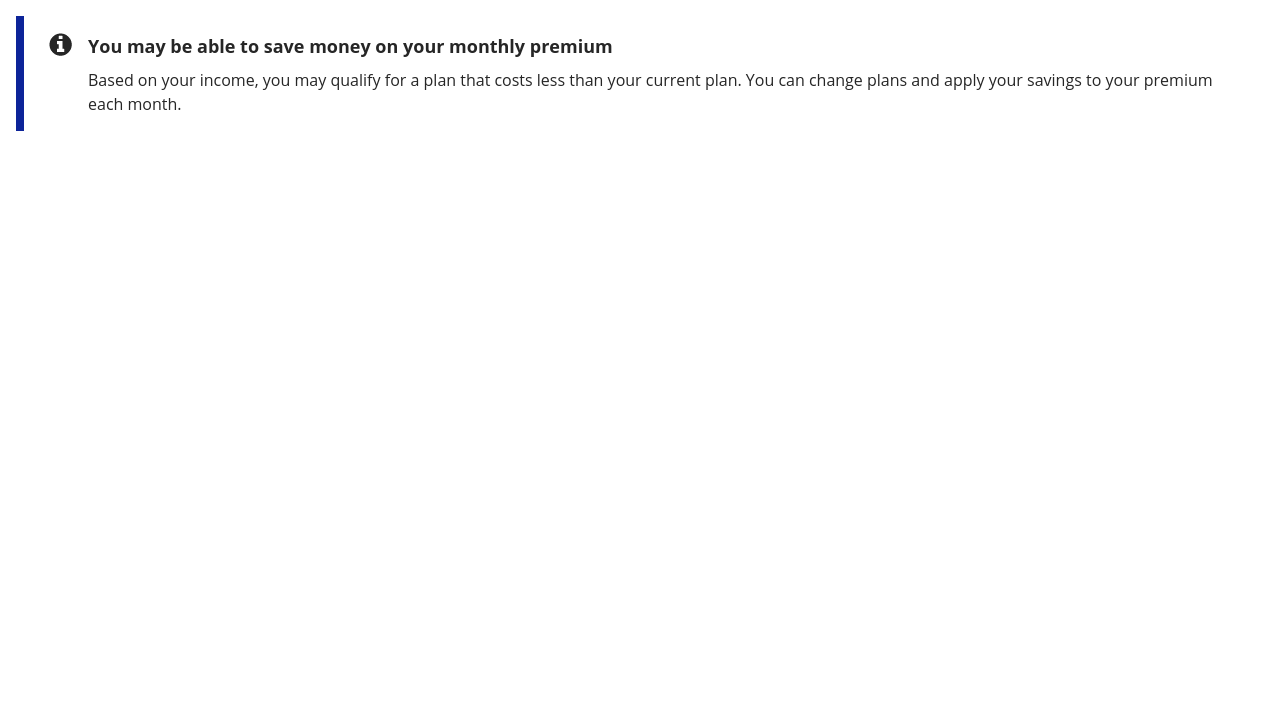 You may be able to save money on your monthly premium
Based on your income, you may qualify for a plan that costs less than your current plan. You can change plans and apply your savings to your premium
each month.